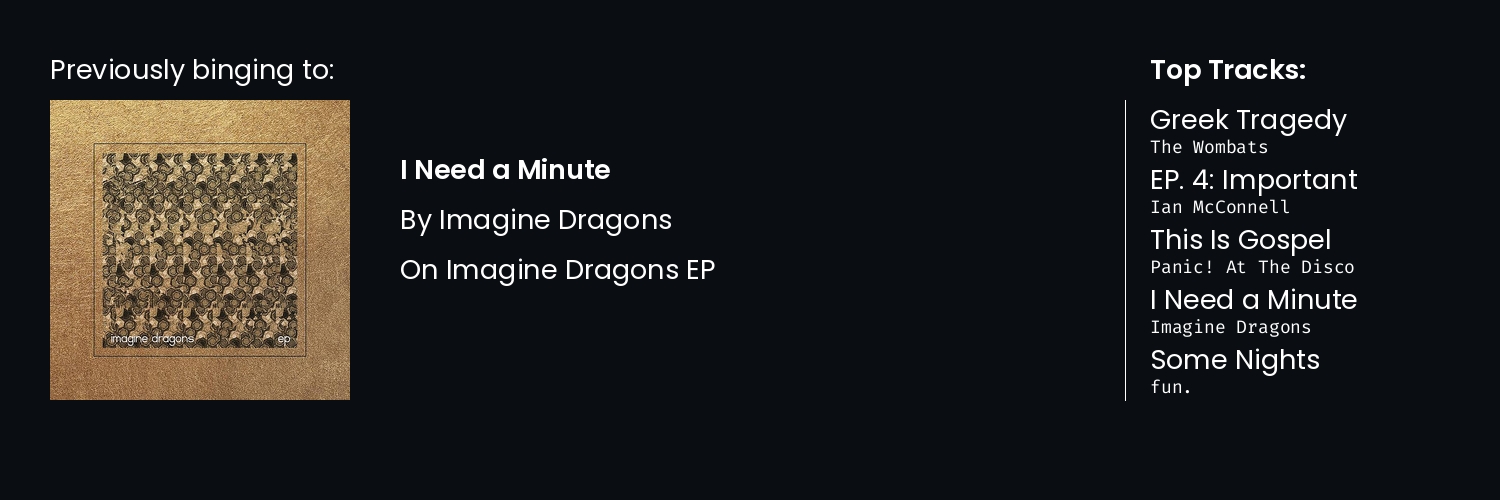 Previously binging to:
imagine dragons ep
I Need a Minute
By Imagine Dragons
On Imagine Dragons EP
Top Tracks:
Greek Tragedy
The Wombats
EP. 4: Important
Ian McConnell
This Is Gospel
Panic! At The Disco
I Need a Minute
Imagine Dragons
Some Nights
fun.